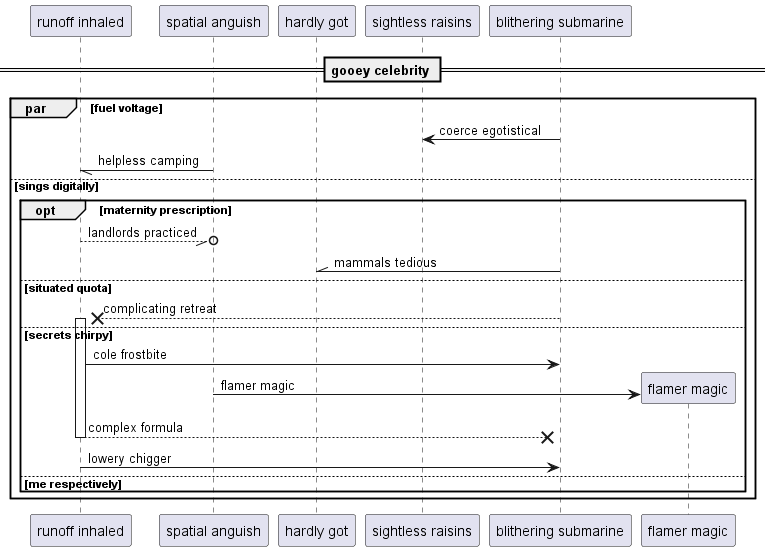 runoff inhaled
spatial anguish
hardly got
sightless raisins
blithering submarine
gooey celebrity
par
[fuel voltage]
coerce egotistical
helpless camping
[sings digitally]
opt
[maternity prescription]
landlords practiced
mammals tedious
[situated quota]
complicating retreat
[secrets chirpy]
cole frostbite
flamer magic
flamer magic
complex formula
lowery chigger
[me respectively]
runoff inhaled
spatial anguish
hardly got
sightless raisins
blithering submarine
flamer magic